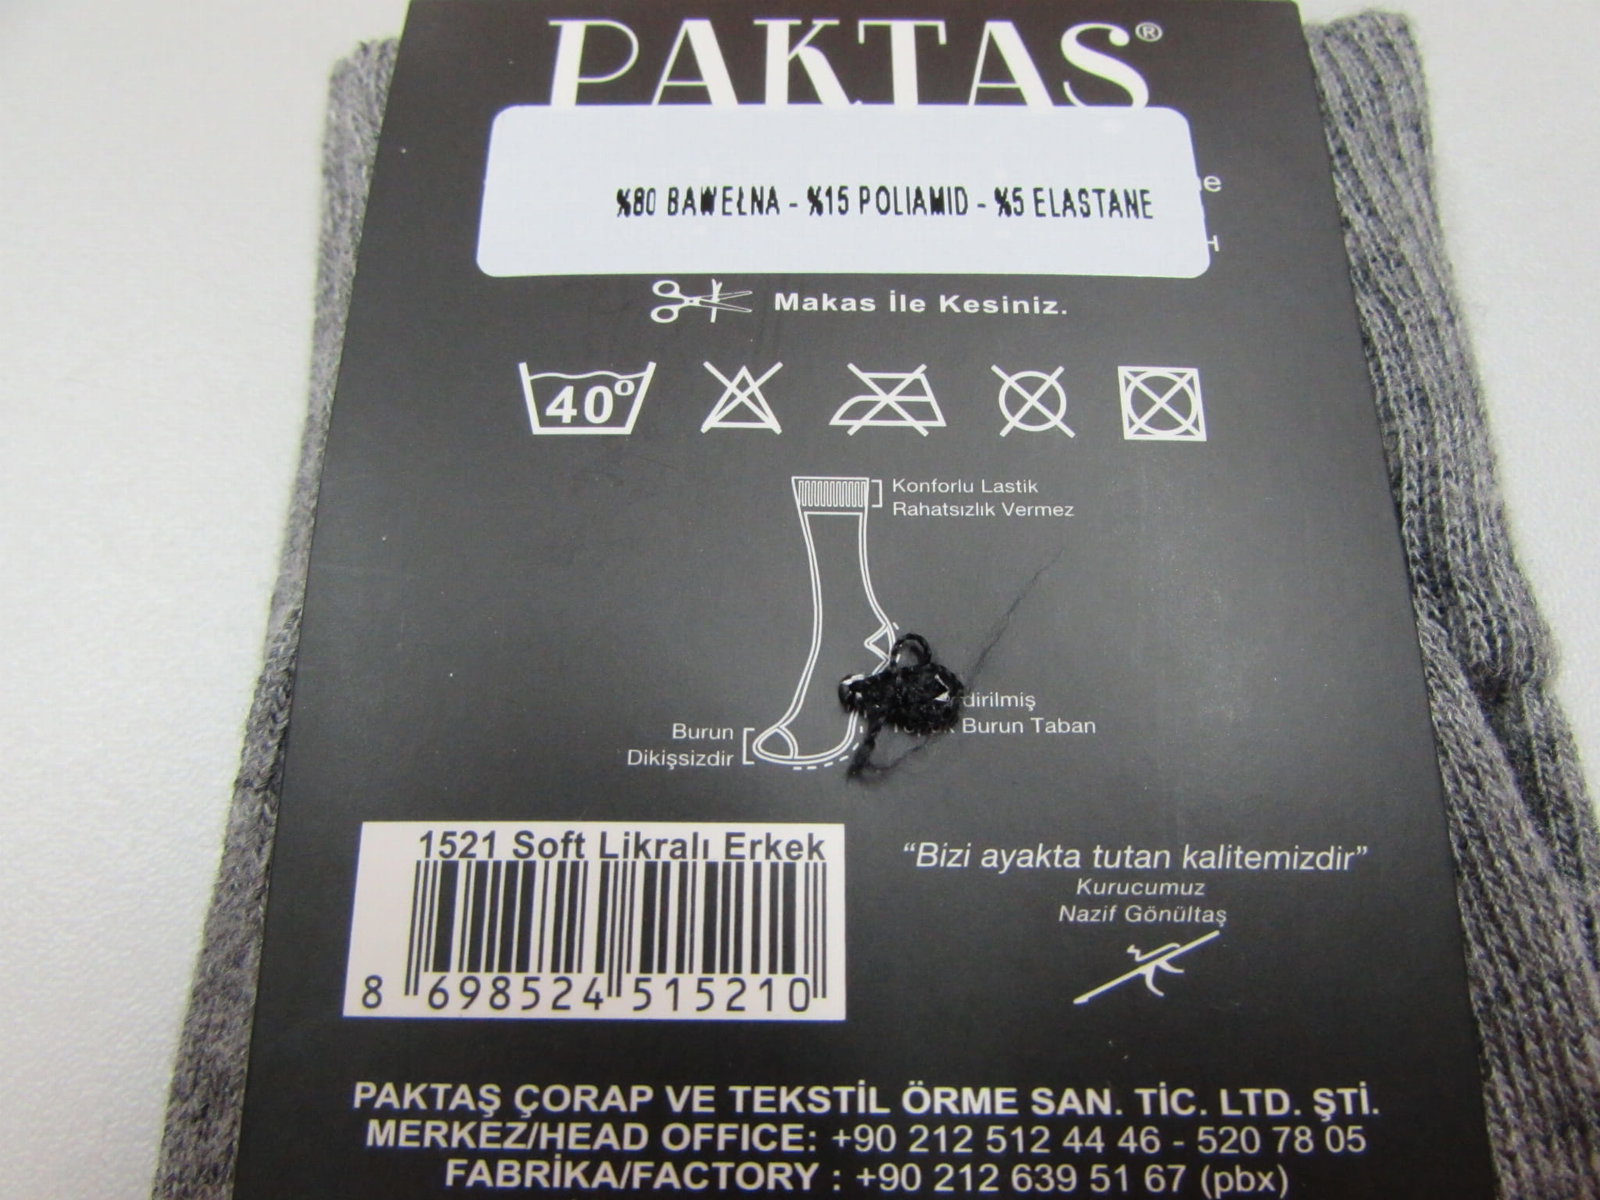 PAKTAŞ®
%80 BAWEŁNA - %15 POLIAMID - %5 ELASTANE
Makas İle Kesiniz.
40°
Konforlu Lastik
Rahatsızlık Vermez
Burun Taban
Burun
Dikişsizdir
1521 Soft Likralı Erkek
8 698524 515210
“Bizi ayakta tutan kalitemizdir”
Kurucumuz
Nazif Gönültaş
PAKTAŞ ÇORAP VE TEKSTİL ÖRME SAN. TİC. LTD. ŞTİ.
MERKEZ/HEAD OFFICE: +90 212 512 44 46 - 520 78 05
FABRİKA/FACTORY : +90 212 639 51 67 (pbx)